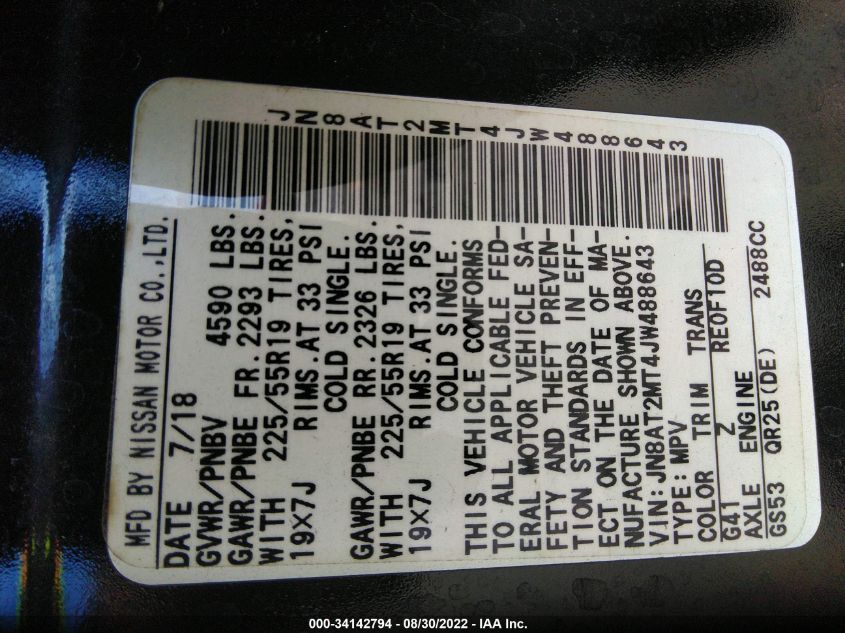 JN8AT2MT4JW488643
MFD BY NISSAN MOTOR CO.,LTD.
DATE 7/18
GVWR/PNBV 4590 LBS.
GAWR/PNBE FR. 2293 LBS.
WITH 225/55R19 TIRES,
19X7J RIMS.AT 33 PSI
COLD SINGLE.
GAWR/PNBE RR. 2326 LBS.
WITH 225/55R19 TIRES,
19X7J RIMS.AT 33 PSI
COLD SINGLE.
THIS VEHICLE CONFORMS
TO ALL APPLICABLE FED-
ERAL MOTOR VEHICLE SA-
FETY AND THEFT PREVEN-
TION STANDARDS IN EFF-
ECT ON THE DATE OF MA-
NUFACTURE SHOWN ABOVE.
VIN:JN8AT2MT4JW488643
TYPE:MPV
COLOR TRIM TRANS
G41 Z RE0F10D
AXLE ENGINE
GS53 QR25(DE) 2488CC
000-34142794 - 08/30/2022 - IAA Inc.